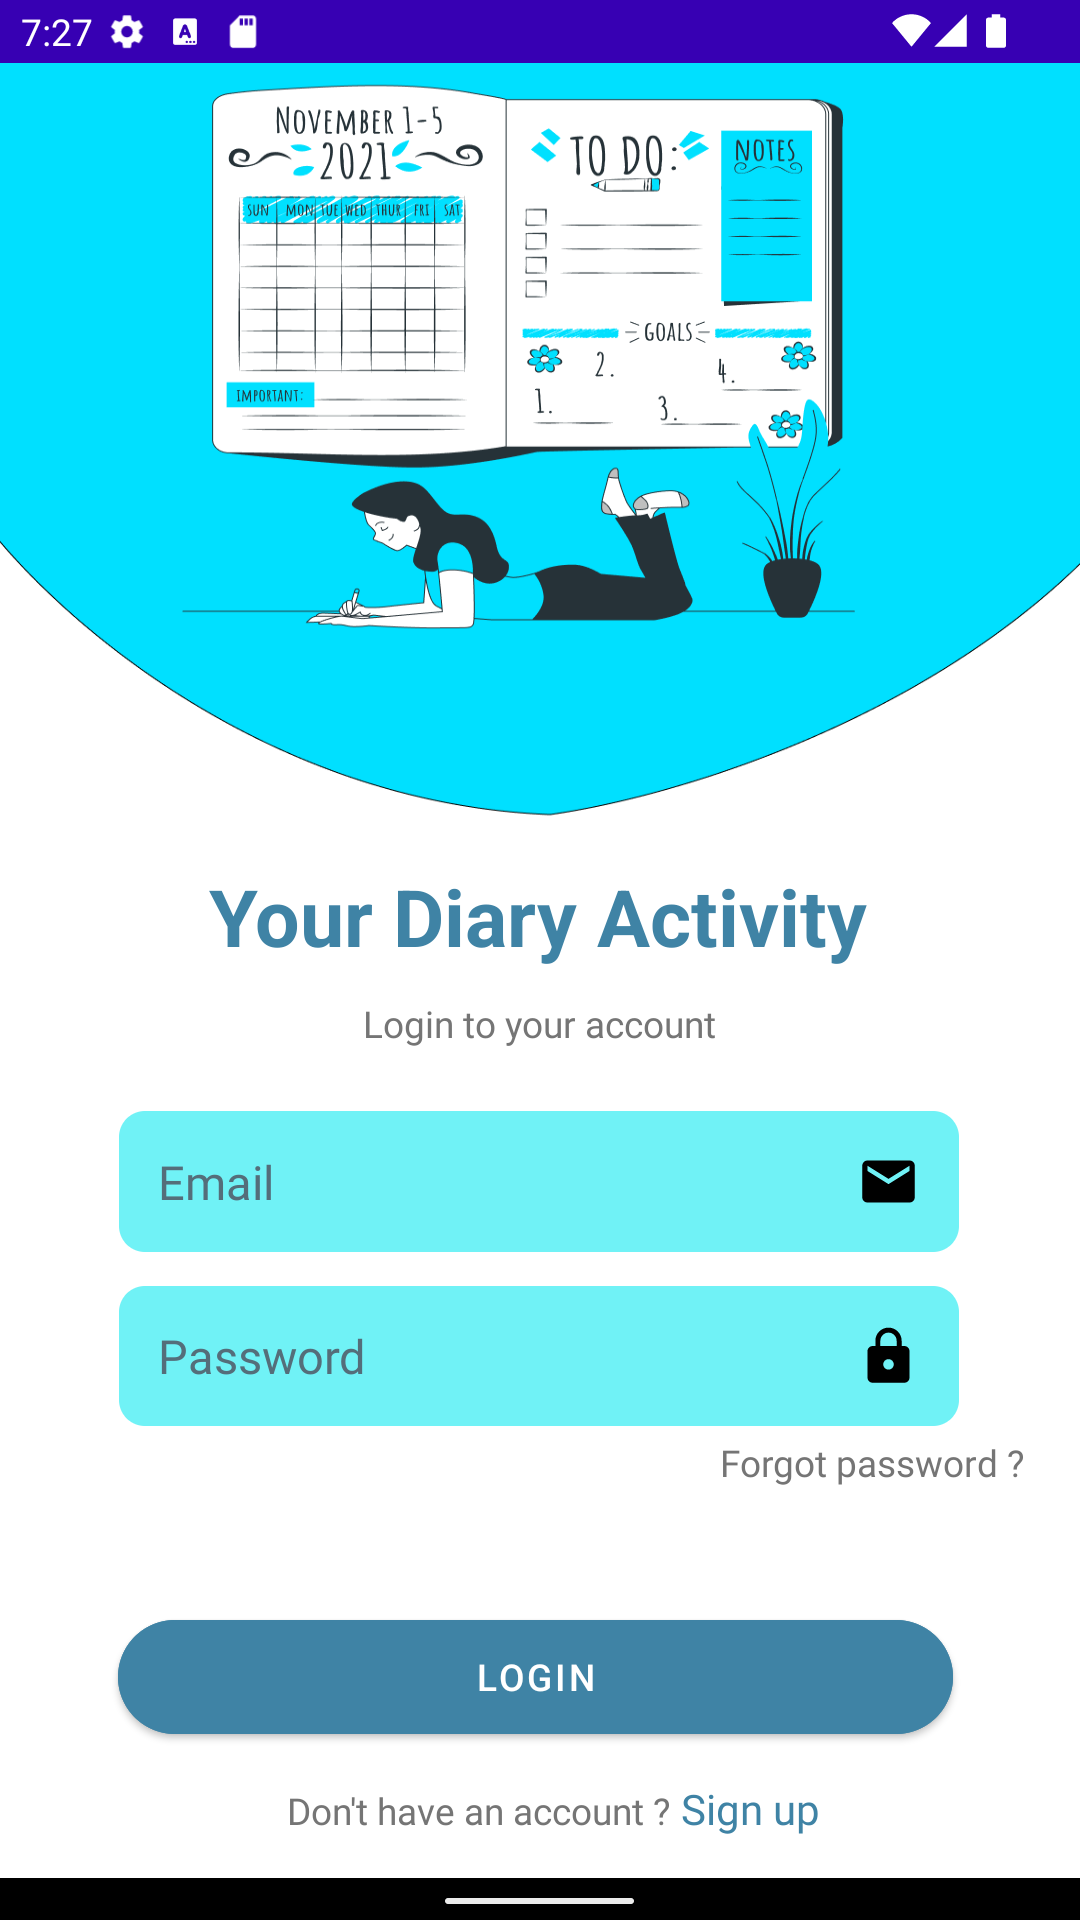 7:27
NOVEMBER 1-5
2021
SUN MON TUE WED THUR FRI SAT
IMPORTANT:
TO DO:
NOTES
GOALS
1.
2.
3.
4.
Your Diary Activity
Login to your account
Email
Password
Forgot password ?
LOGIN
Don't have an account ? Sign up